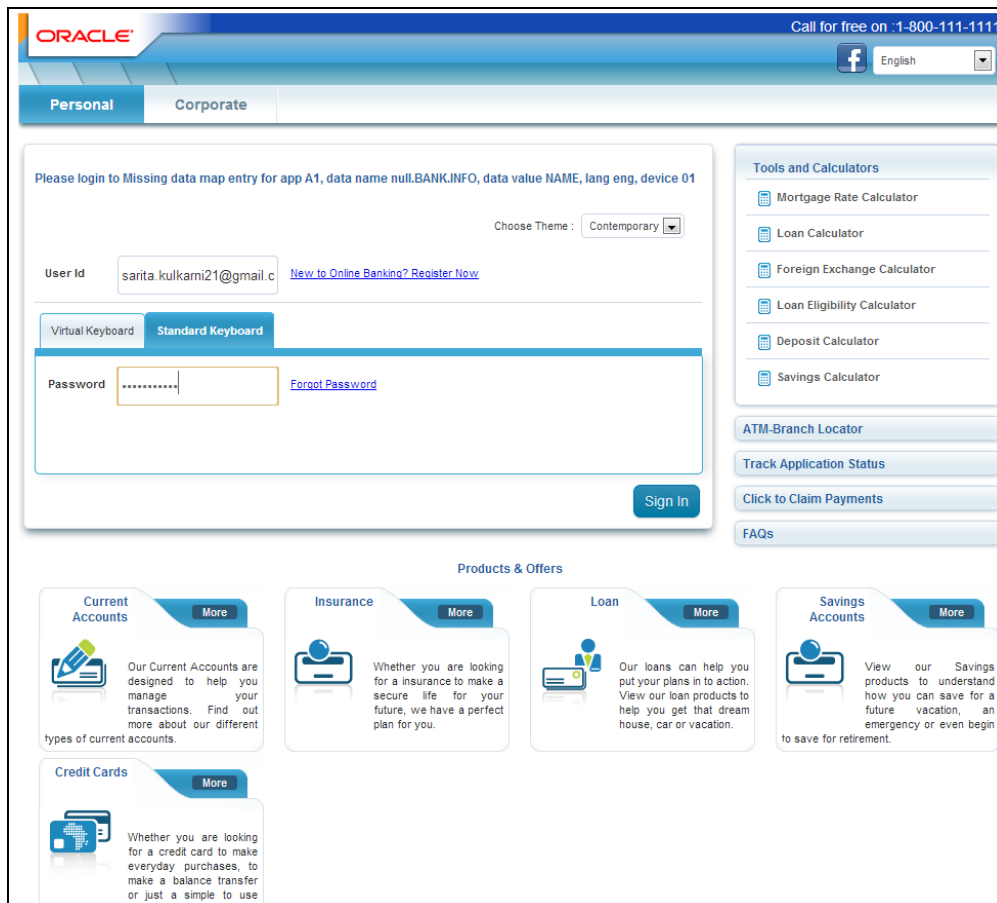 Call for free on :1-800-111-1111
ORACLE
English
Personal
Corporate
Please login to Missing data map entry for app A1, data name null.BANK.INFO, data value NAME, lang eng, device 01
Choose Theme : Contemporary
User Id
sarita.kulkarni21@gmail.c
New to Online Banking? Register Now
Virtual Keyboard
Standard Keyboard
Password
Forgot Password
Sign In
Tools and Calculators
Mortgage Rate Calculator
Loan Calculator
Foreign Exchange Calculator
Loan Eligibility Calculator
Deposit Calculator
Savings Calculator
ATM-Branch Locator
Track Application Status
Click to Claim Payments
FAQs
Products & Offers
Current
Accounts
More
Our Current Accounts are
designed to help you
manage your
transactions. Find out
more about our different
types of current accounts.
Insurance
More
Whether you are looking
for a insurance to make a
secure life for your
future, we have a perfect
plan for you.
Loan
More
Our loans can help you
put your plans in to action.
View our loan products to
help you get that dream
house, car or vacation.
Savings
Accounts
More
View our Savings
products to understand
how you can save for a
future vacation, an
emergency or even begin
to save for retirement.
Credit Cards
More
Whether you are looking
for a credit card to make
everyday purchases, to
make a balance transfer
or just a simple to use